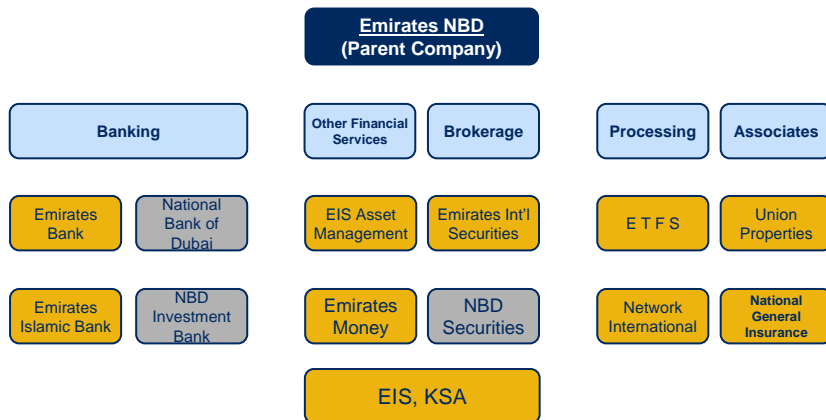 Emirates NBD
(Parent Company)
Banking
Other Financial
Services
Brokerage
Processing
Associates
Emirates
Bank
National
Bank of
Dubai
EIS Asset
Management
Emirates Int'l
Securities
E T F S
Union
Properties
Emirates
Islamic Bank
NBD
Investment
Bank
Emirates
Money
NBD
Securities
Network
International
National
General
Insurance
EIS, KSA